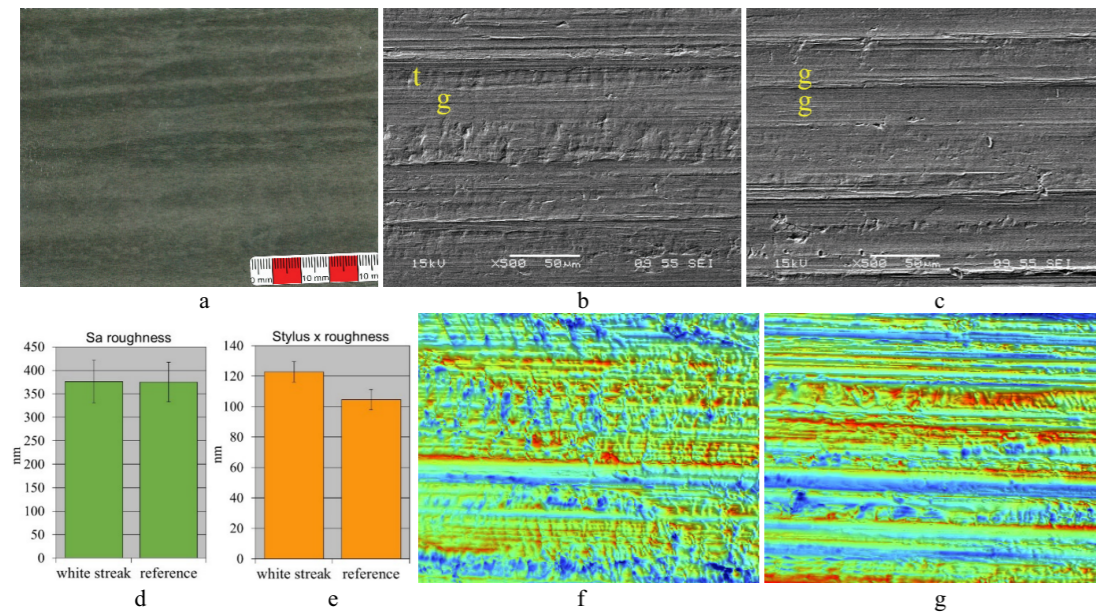 0 mm
10 mm
10 m
t
g
15kV
X500
50µm
09 55 SEI
g
g
15kV
X500
50µm
09 55 SEI
a
b
c
Sa roughness
450
400
350
300
250
200
150
100
50
0
nm
white streak
reference
Stylus x roughness
140
120
100
80
60
40
20
0
nm
white streak
reference
d
e
f
g